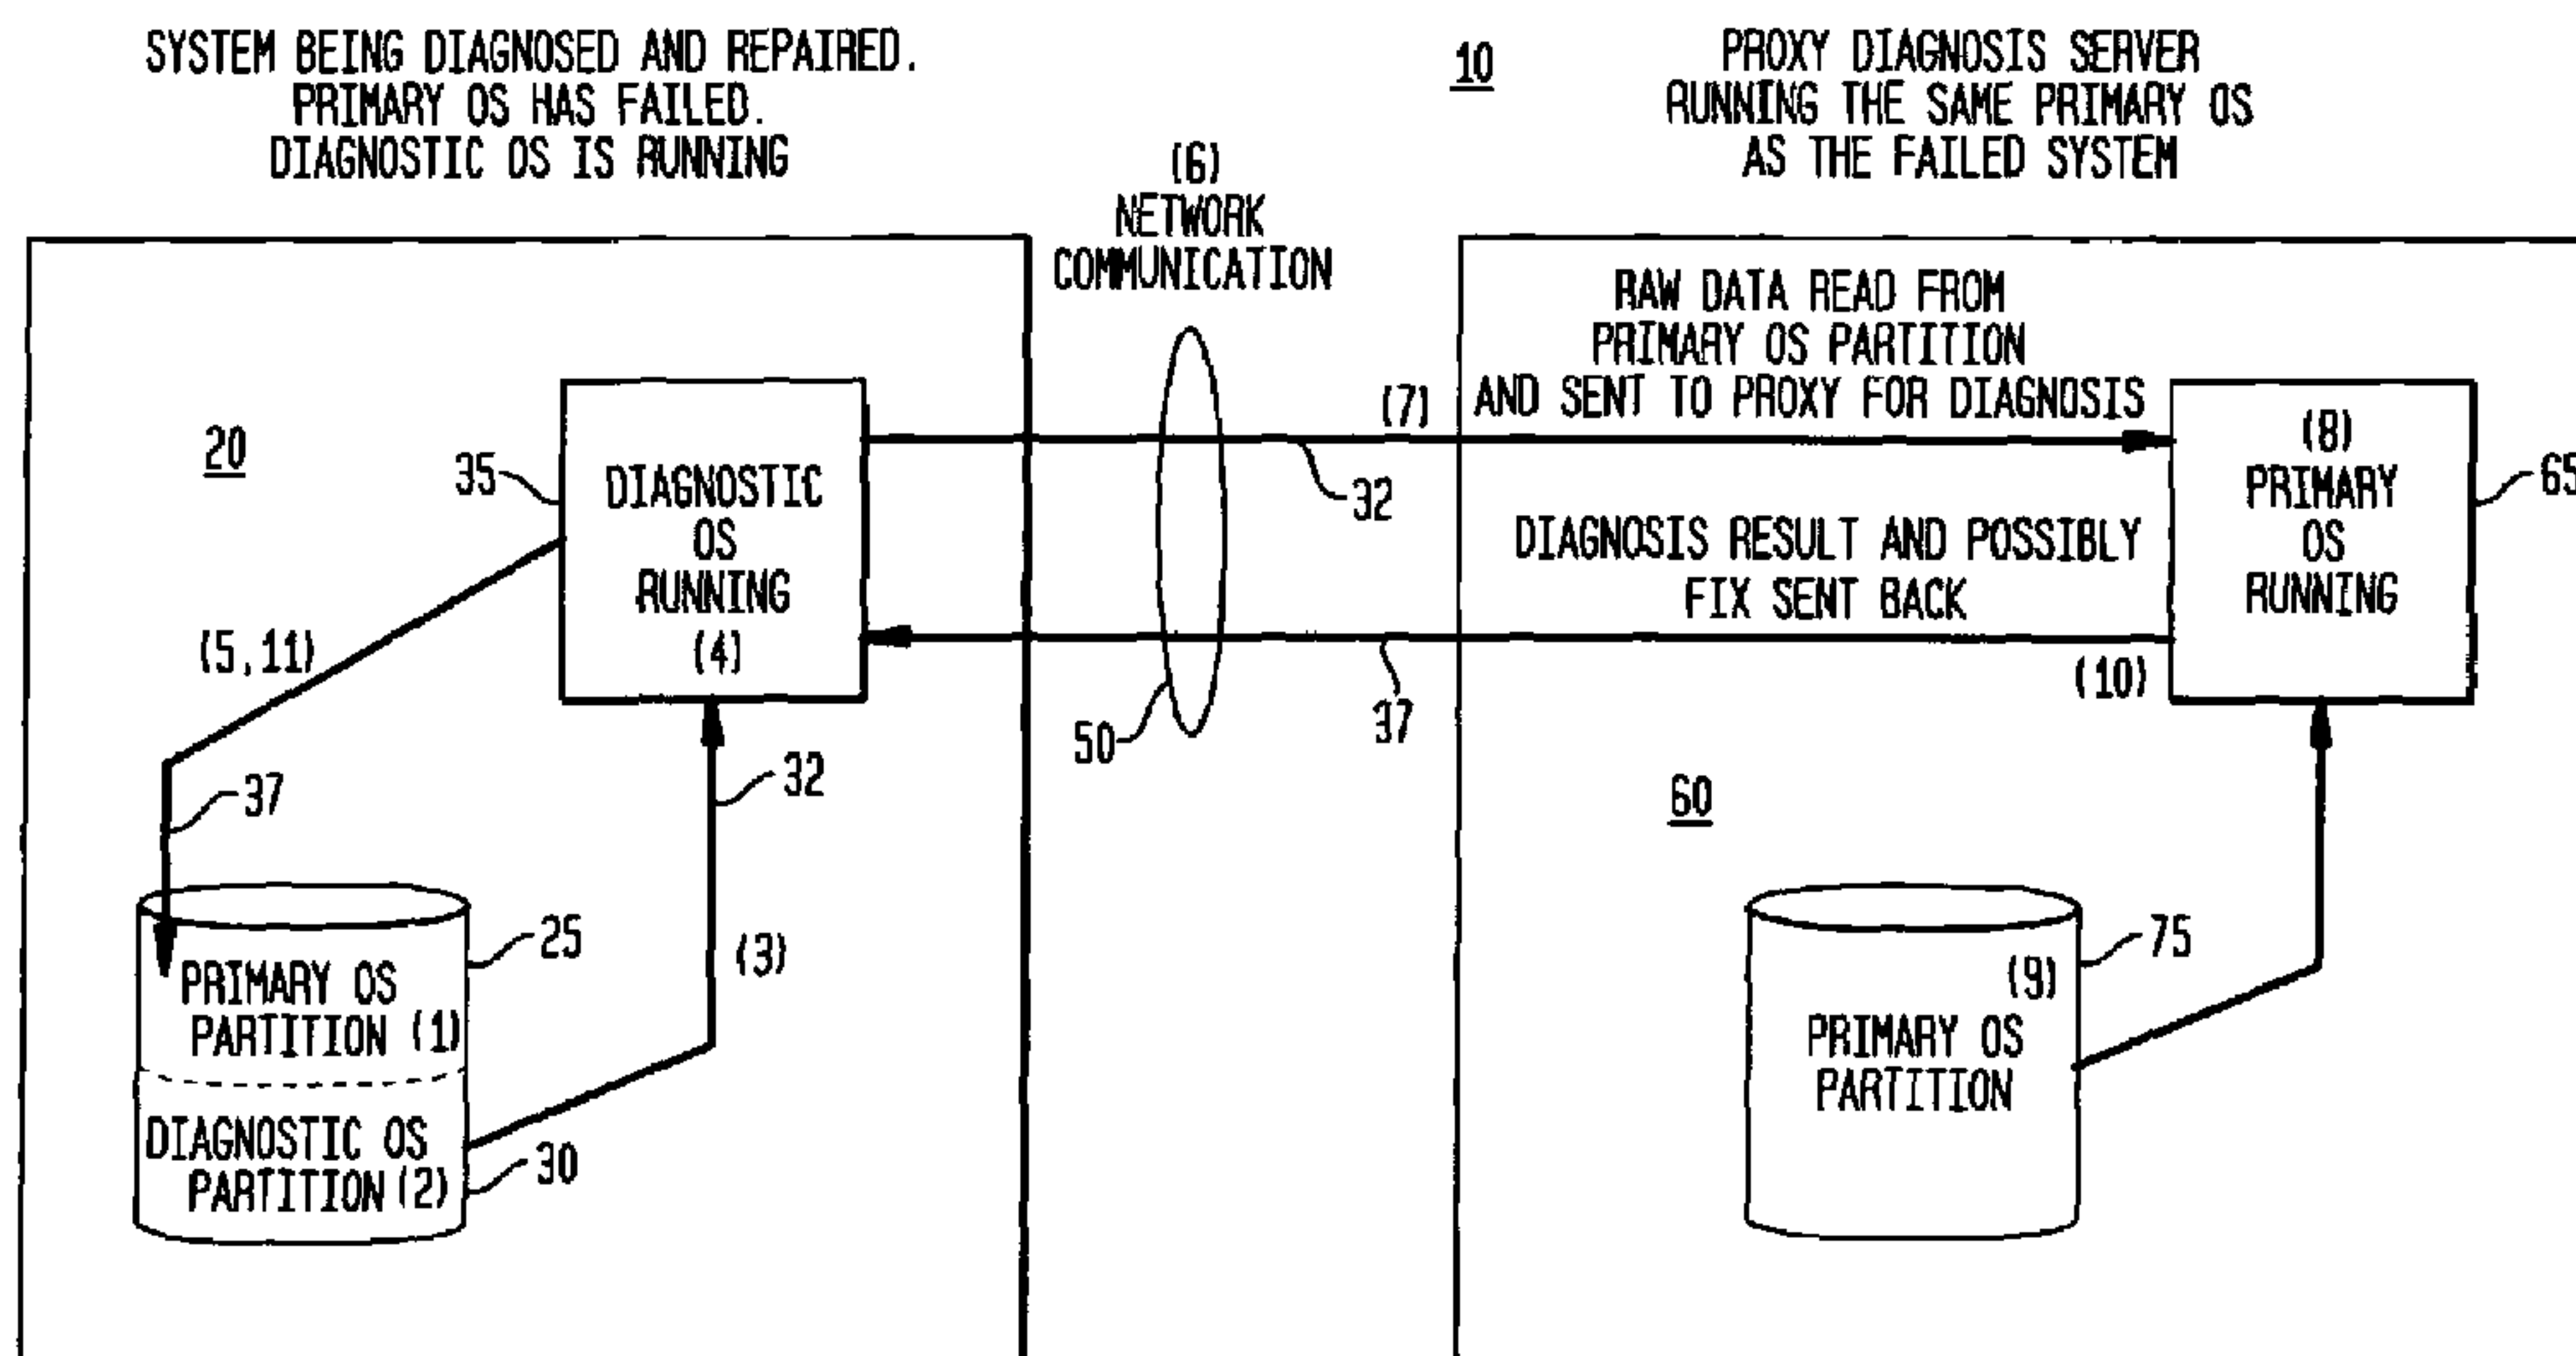 SYSTEM BEING DIAGNOSED AND REPAIRED.
PRIMARY OS HAS FAILED.
DIAGNOSTIC OS IS RUNNING
10
PROXY DIAGNOSIS SERVER
RUNNING THE SAME PRIMARY OS
AS THE FAILED SYSTEM
(6)
NETWORK
COMMUNICATION
20
35
DIAGNOSTIC
OS
RUNNING
(4)
(5,11)
37
32
(3)
PRIMARY OS
PARTITION (1)
25
DIAGNOSTIC OS
PARTITION (2)
30
50
(7)
32
37
RAW DATA READ FROM
PRIMARY OS PARTITION
AND SENT TO PROXY FOR DIAGNOSIS
DIAGNOSIS RESULT AND POSSIBLY
FIX SENT BACK
(10)
(8)
PRIMARY
OS
RUNNING
65
60
75
(9)
PRIMARY OS
PARTITION